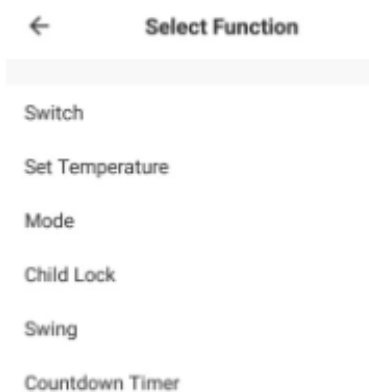 Select Function
Switch
Set Temperature
Mode
Child Lock
Swing
Countdown Timer